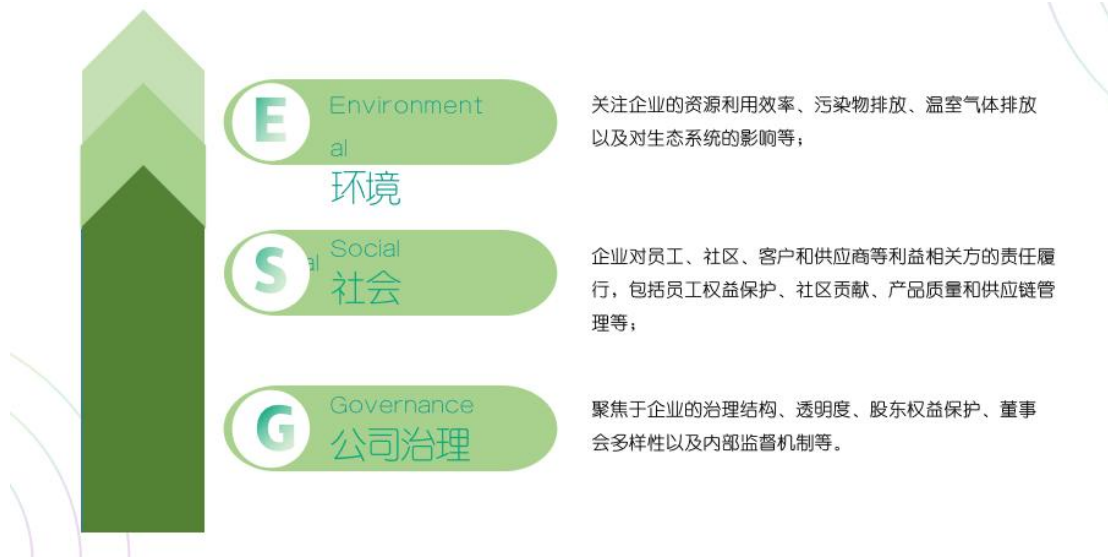 E
Environment
al
环境
关注企业的资源利用效率、污染物排放、温室气体排放
以及对生态系统的影响等；
S
al
Social
社会
企业对员工、社区、客户和供应商等利益相关方的责任履
行，包括员工权益保护、社区贡献、产品质量和供应链管
理等；
G
Governance
公司治理
聚焦于企业的治理结构、透明度、股东权益保护、董事
会多样性以及内部监督机制等。